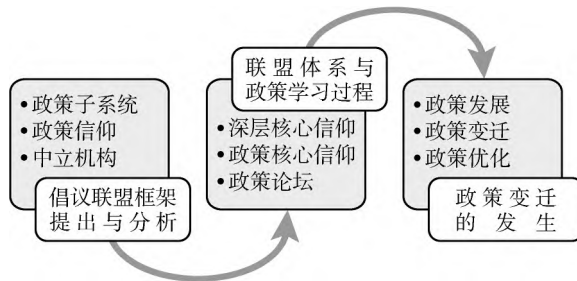 •政策子系统
•政策信仰
•中立机构
倡议联盟框架
提出与分析
联盟体系与
政策学习过程
•深层核心信仰
•政策核心信仰
•政策论坛
•政策发展
•政策变迁
•政策优化
政策变迁
的发生